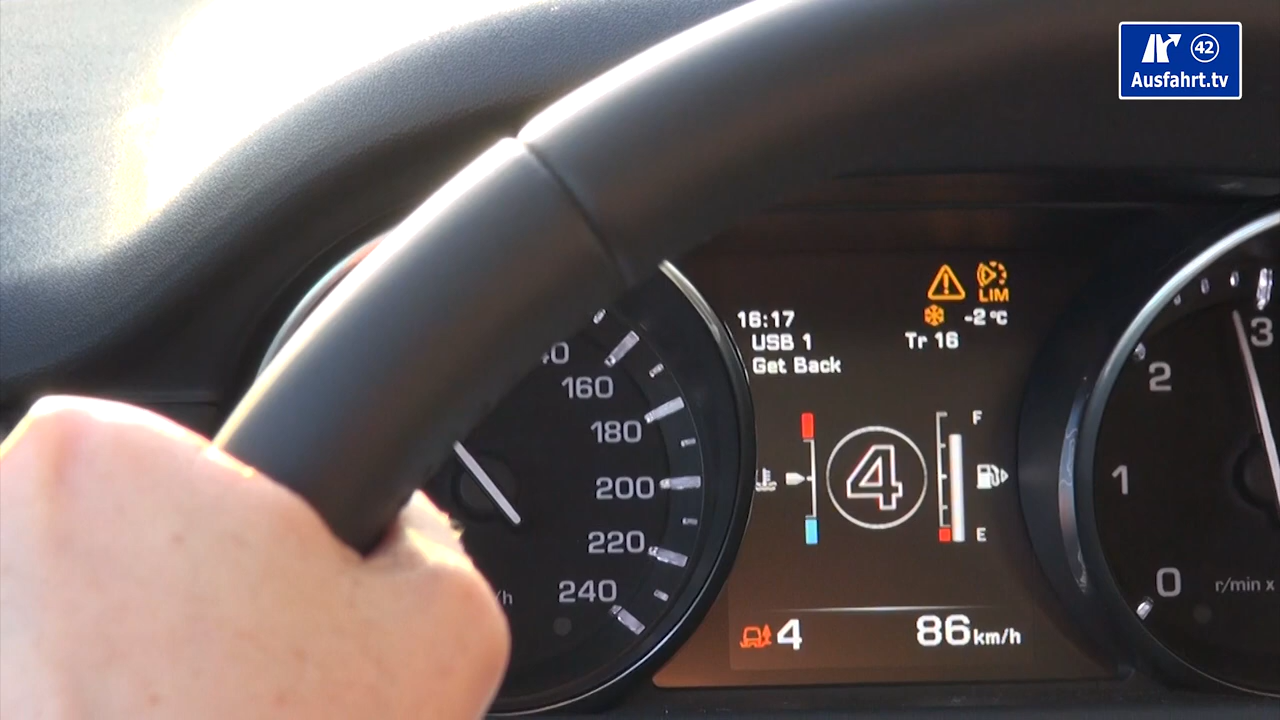 42
Ausfahrt.tv
LIM
16:17
-2°C
USB 1
Tr 16
Get Back
160
180
200
220
240
F
4
E
4
86 km/h
3
2
1
0
r/min x